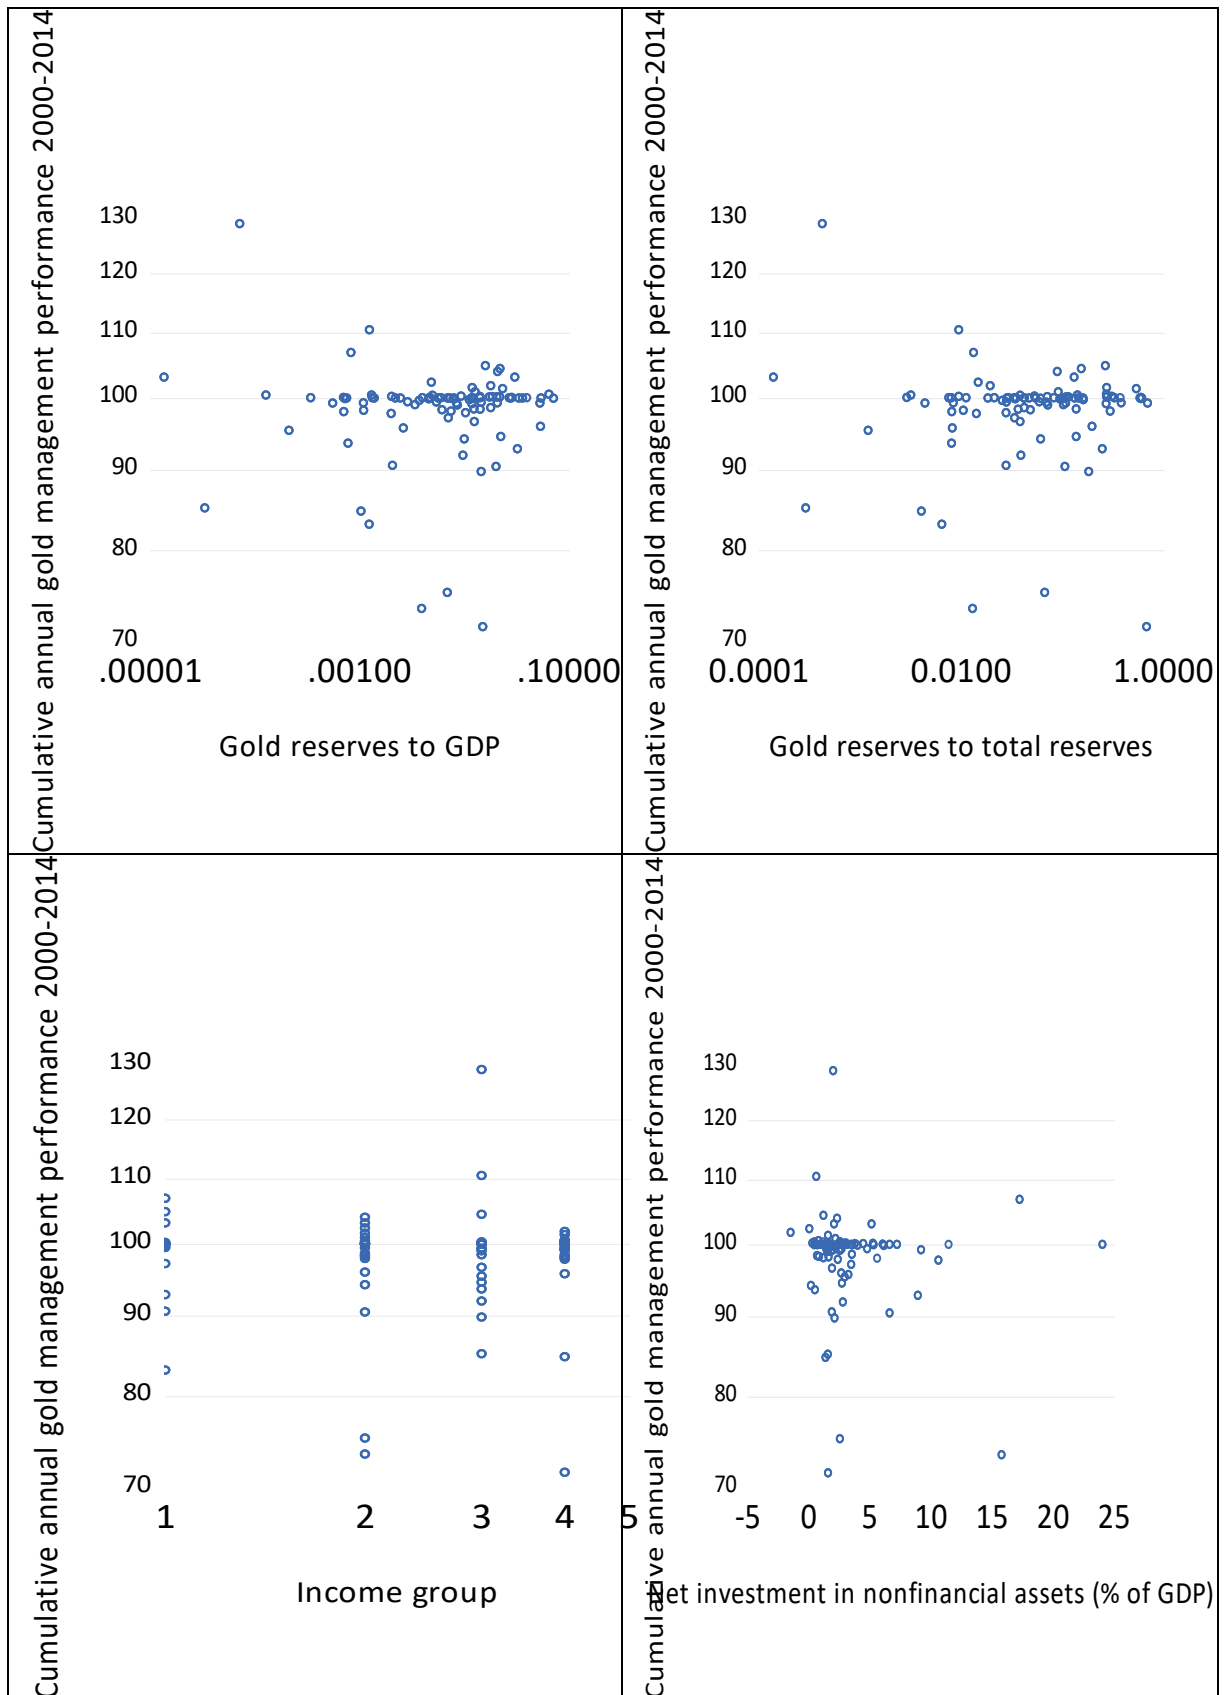 Cumulative annual gold management performance 2000-2014
130
120
110
100
90
80
70
.00001 .00100 .10000
Gold reserves to GDP
Cumulative annual gold management performance 2000-2014
130
120
110
100
90
80
70
0.0001 0.0100 1.0000
Gold reserves to total reserves
Cumulative annual gold management performance 2000-2014
130
120
110
100
90
80
70
1 2 3 4 5
Income group
Cumulative annual gold management performance 2000-2014
130
120
110
100
90
80
70
-5 0 5 10 15 20 25
Net investment in nonfinancial assets (% of GDP)